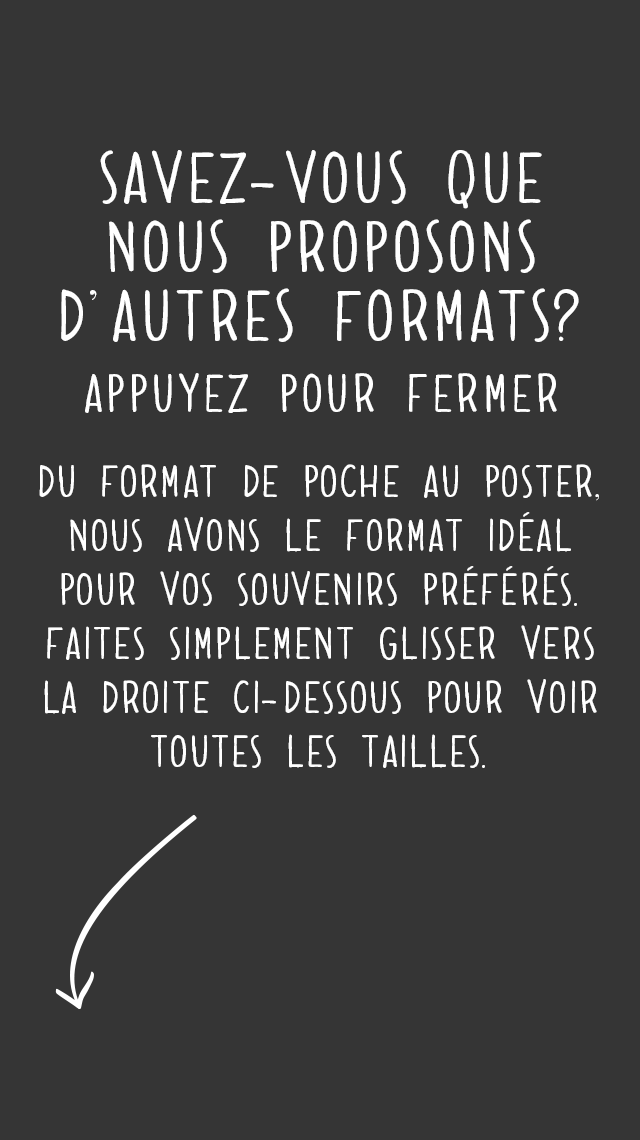 SAVEZ-VOUS QUE
NOUS PROPOSONS
D'AUTRES FORMATS?
APPUYEZ POUR FERMER
DU FORMAT DE POCHE AU POSTER,
NOUS AVONS LE FORMAT IDÉAL
POUR VOS SOUVENIRS PRÉFÉRÉS.
FAITES SIMPLEMENT GLISSER VERS
LA DROITE CI-DESSOUS POUR VOIR
TOUTES LES TAILLES.